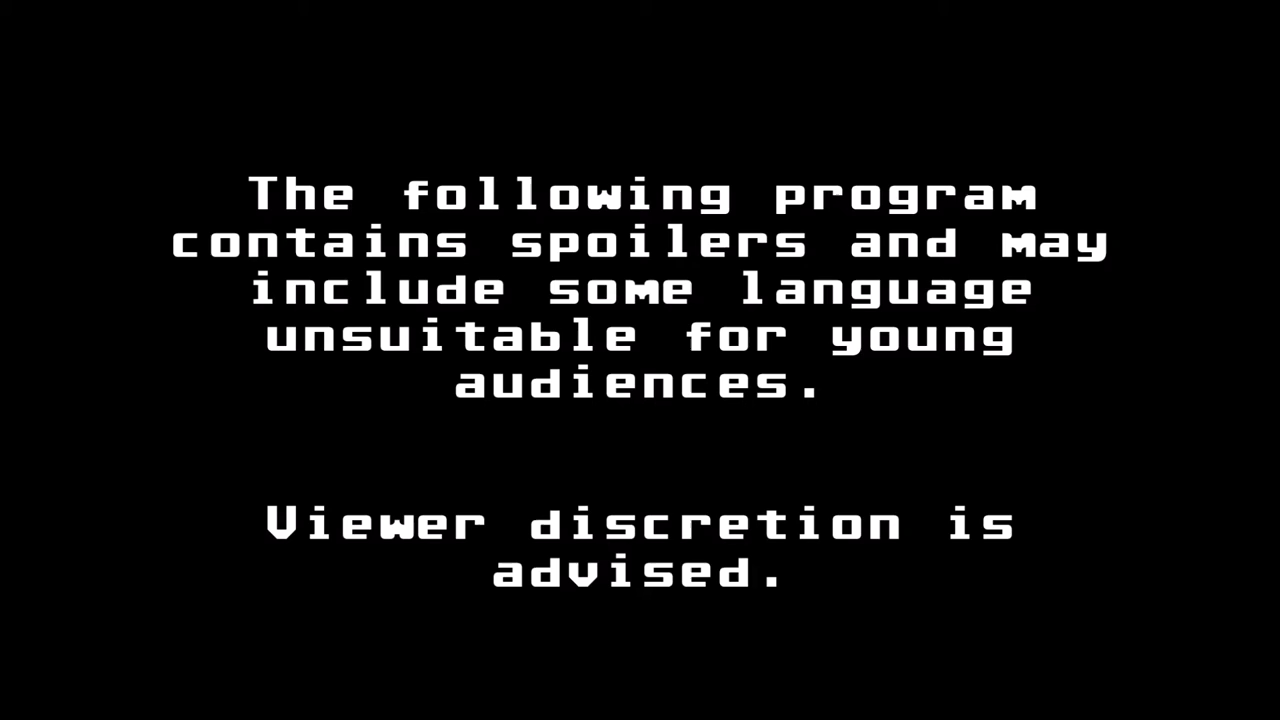 The following program
contains spoilers and may
include some language
unsuitable for young
audiences.
Viewer discretion is
advised.